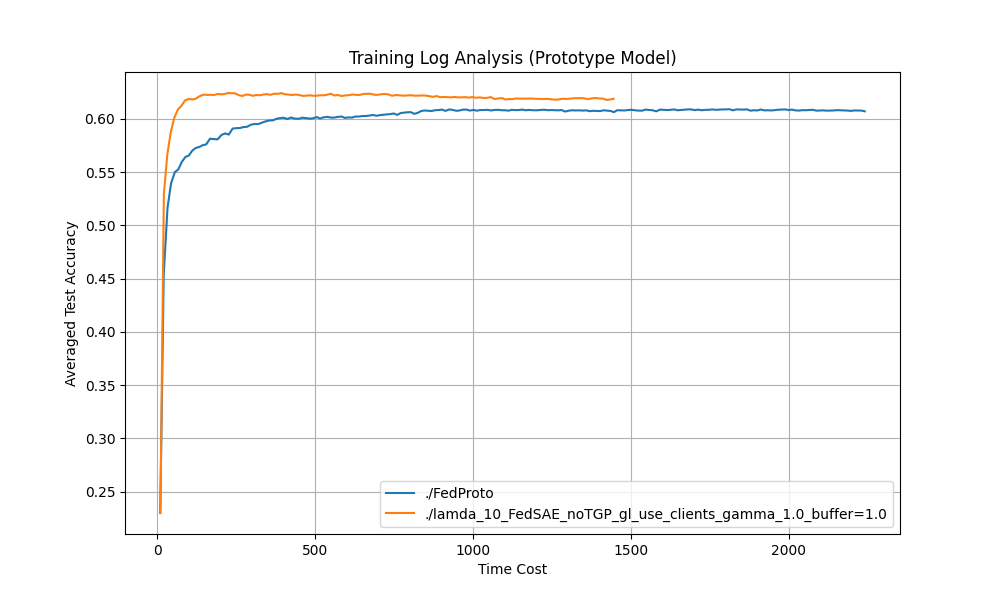 Training Log Analysis (Prototype Model)
Averaged Test Accuracy
0.60
0.55
0.50
0.45
0.40
0.35
0.30
0.25
./FedProto
./lamda_10_FedSAE_noTGP_gl_use_clients_gamma_1.0_buffer=1.0
0 500 1000 1500 2000
Time Cost